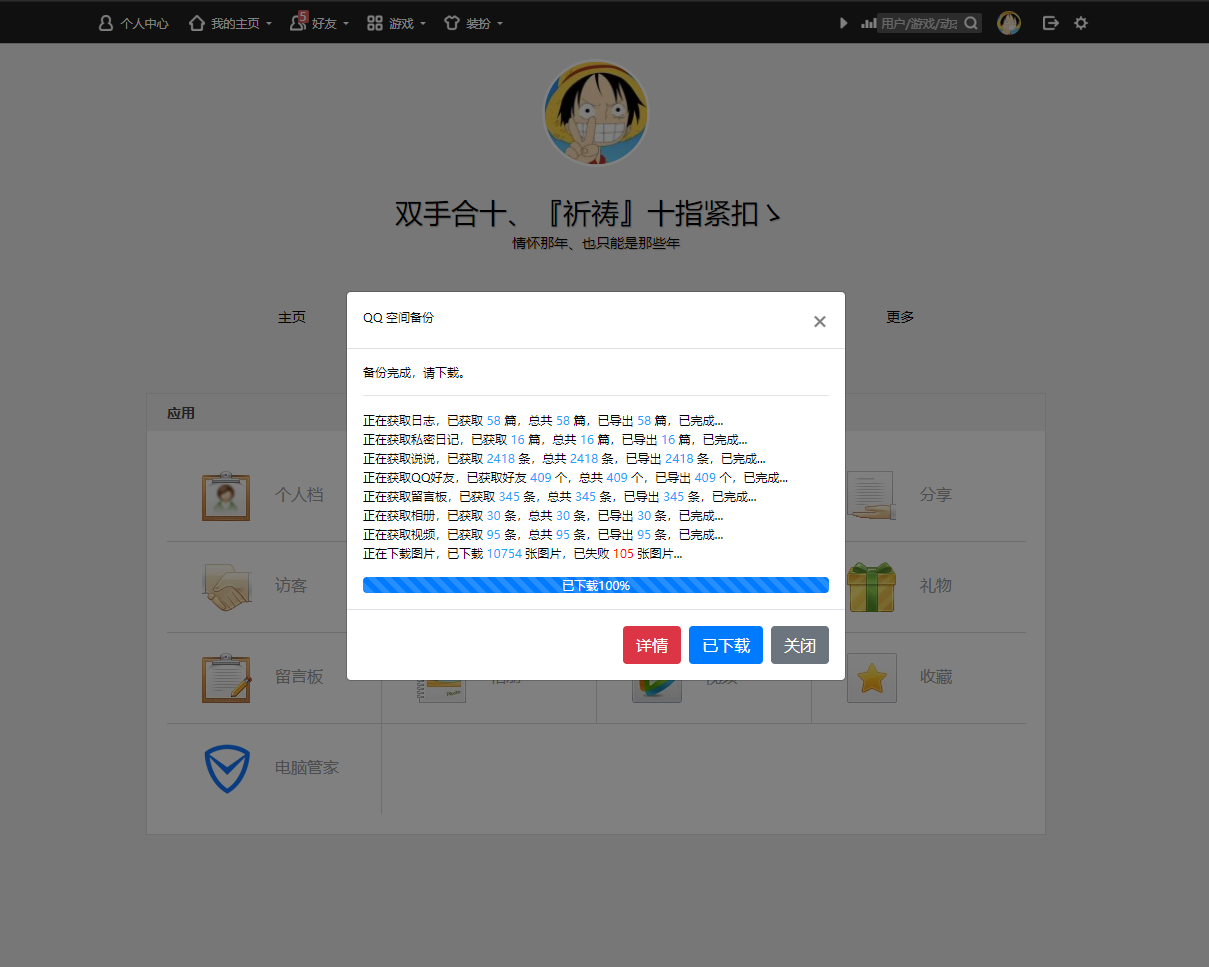 个人中心 我的主页 5 好友 游戏 装扮 用户/游戏/动态
双手合十、『祈祷』十指紧扣ゝ
情怀那年、也只能是那些年
主页 更多
QQ 空间备份 ×
备份完成，请下载。
正在获取日志，已获取 58 篇，总共 58 篇，已导出 58 篇，已完成...
正在获取私密日记，已获取 16 篇，总共 16 篇，已导出 16 篇，已完成...
正在获取说说，已获取 2418 条，总共 2418 条，已导出 2418 条，已完成...
正在获取QQ好友，已获取好友 409 个，总共 409 个，已导出 409 个，已完成...
正在获取留言板，已获取 345 条，总共 345 条，已导出 345 条，已完成...
正在获取相册，已获取 30 条，总共 30 条，已导出 30 条，已完成...
正在获取视频，已获取 95 条，总共 95 条，已导出 95 条，已完成...
正在下载图片，已下载 10754 张图片，已失败 105 张图片...
已下载100%
详情 已下载 关闭
应用
个人档 分享
访客 礼物
留言板 收藏
电脑管家